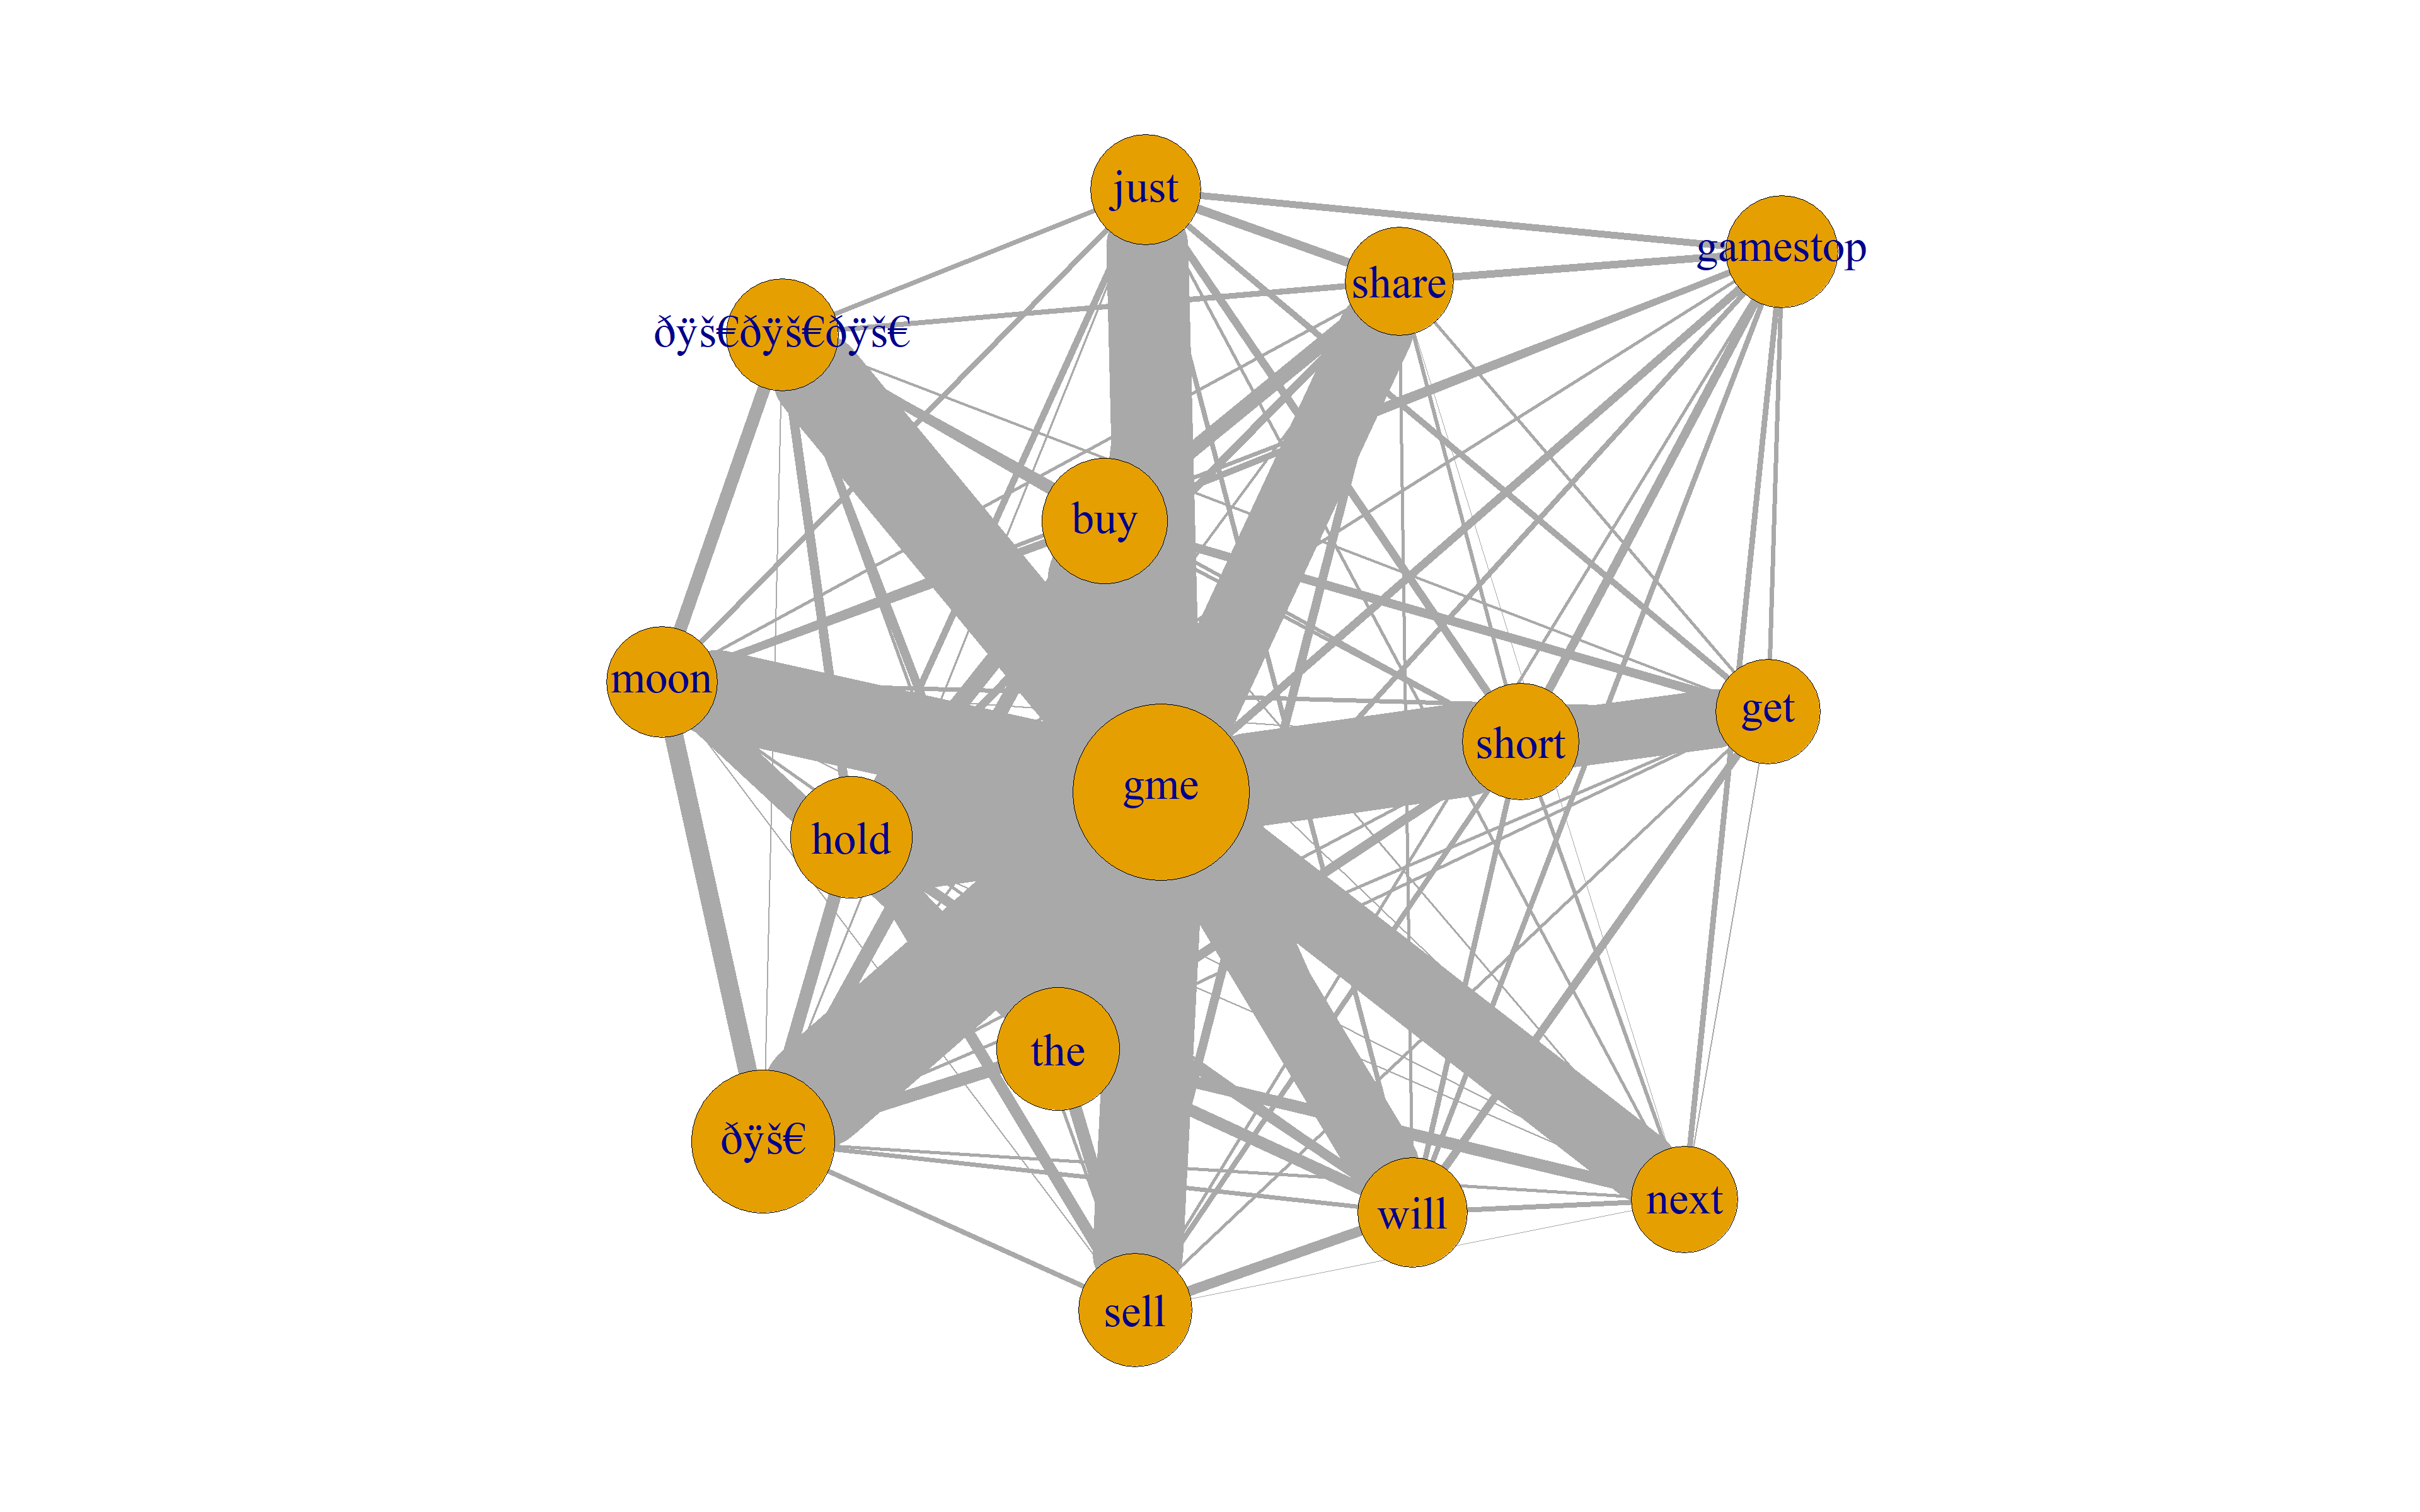 just
gamestop
share
ðŸš€ðŸš€ðŸš€
buy
moon
get
short
gme
hold
the
ðŸš€
next
will
sell